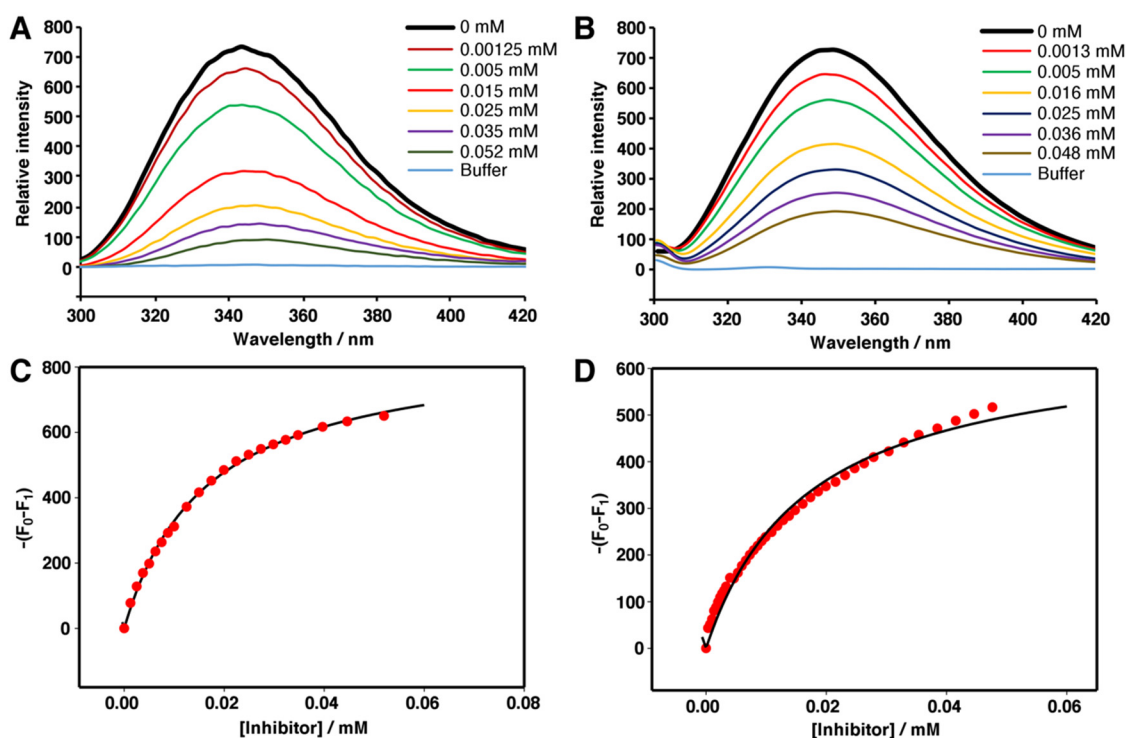 A
800
700
600
500
400
300
200
100
0
Relative intensity
0 mM
0.00125 mM
0.005 mM
0.015 mM
0.025 mM
0.035 mM
0.052 mM
Buffer
300 320 340 360 380 400 420
Wavelength / nm
B
800
700
600
500
400
300
200
100
0
Relative intensity
0 mM
0.0013 mM
0.005 mM
0.016 mM
0.025 mM
0.036 mM
0.048 mM
Buffer
300 320 340 360 380 400 420
Wavelength / nm
C
800
600
400
200
0
-(F₀-F₁)
0.00 0.02 0.04 0.06 0.08
[Inhibitor] / mM
D
600
500
400
300
200
100
0
-(F₀-F₁)
0.00 0.02 0.04 0.06
[Inhibitor] / mM